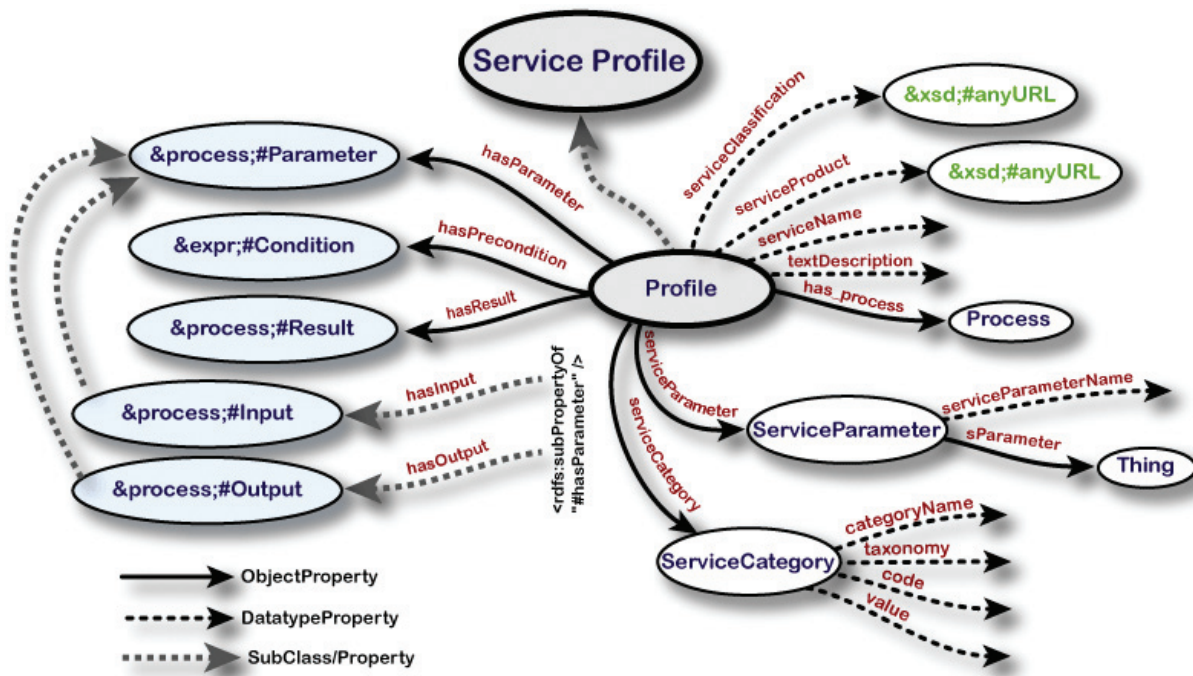 Service Profile
&xsd;#anyURL
serviceClassification
&process;#Parameter
hasParameter
serviceProduct
&xsd;#anyURL
serviceName
&expr;#Condition
hasPrecondition
textDescription
Profile
has_process
&process;#Result
hasResult
Process
serviceParameter
serviceCategory
<rdfs:subPropertyOf
"#hasParameter" />
hasInput
&process;#Input
serviceParameterName
ServiceParameter
sParameter
Thing
hasOutput
&process;#Output
categoryName
taxonomy
ServiceCategory
code
value
ObjectProperty
DatatypeProperty
SubClass/Property